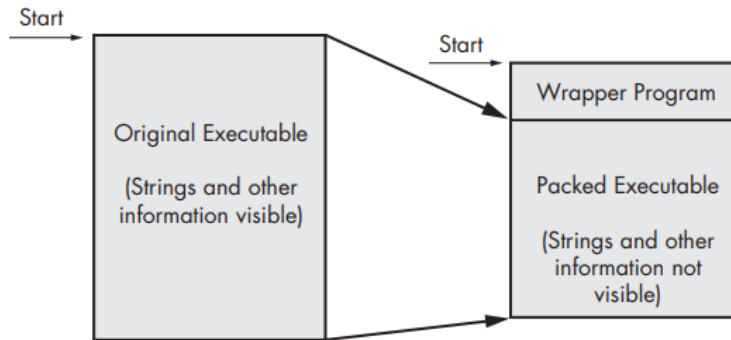 Start
Original Executable
(Strings and other
information visible)
Start
Wrapper Program
Packed Executable
(Strings and other
information not
visible)